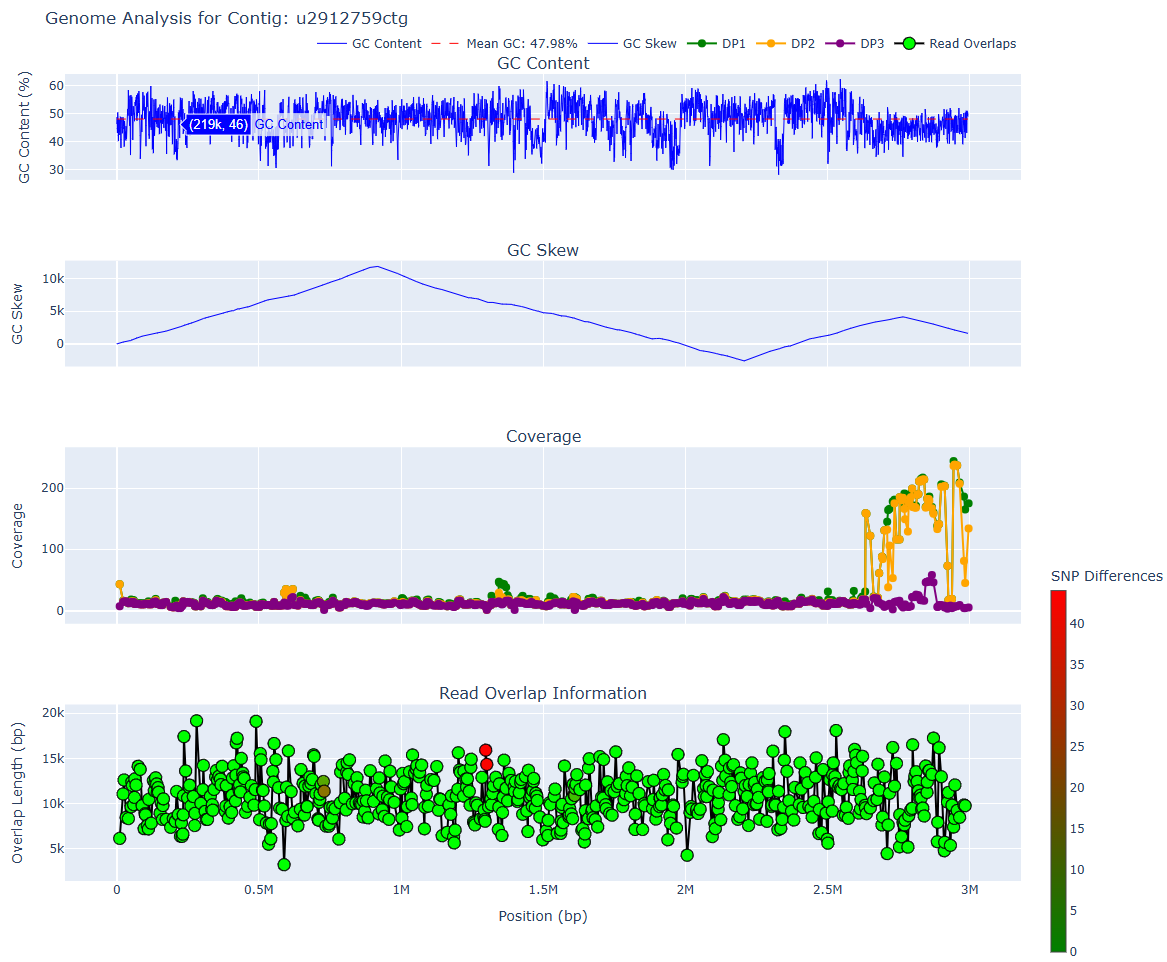 Genome Analysis for Contig: u2912759ctg
GC Content
Mean GC: 47.98%
GC Skew
DP1
DP2
DP3
Read Overlaps
GC Content
GC Content (%)
60
50
40
30
(219k, 46)
GC Content
GC Skew
GC Skew
10k
5k
0
Coverage
Coverage
200
100
0
Read Overlap Information
Overlap Length (bp)
20k
15k
10k
5k
0
0.5M
1M
1.5M
2M
2.5M
3M
Position (bp)
SNP Differences
40
35
30
25
20
15
10
5
0